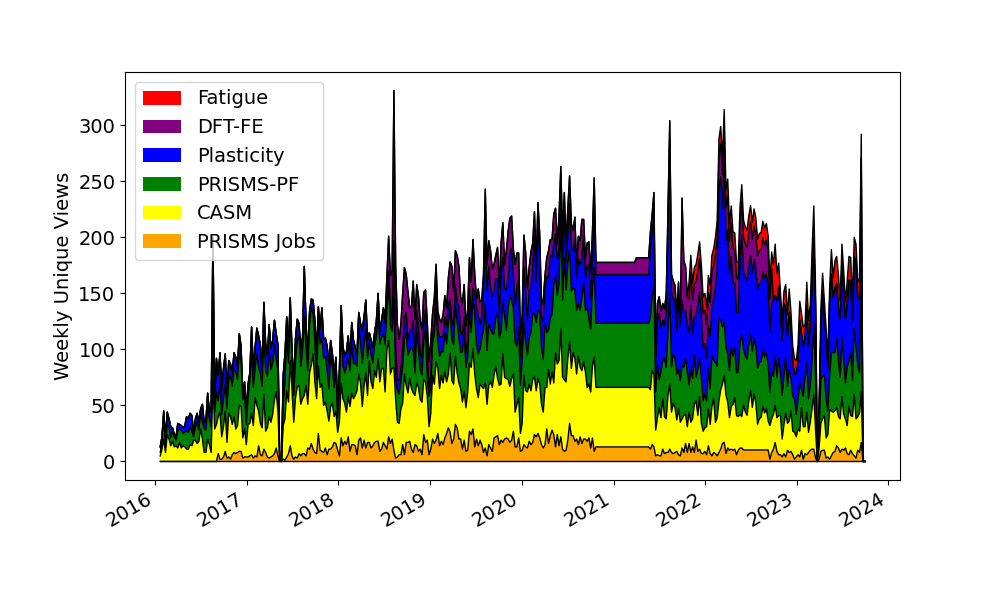 Weekly Unique Views
300
250
200
150
100
50
0
Fatigue
DFT-FE
Plasticity
PRISMS-PF
CASM
PRISMS Jobs
2016
2017
2018
2019
2020
2021
2022
2023
2024